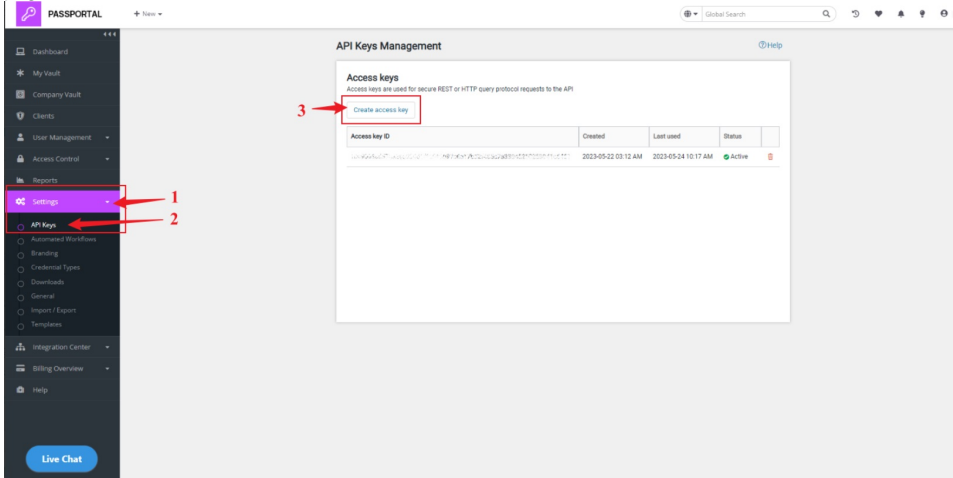 PASSPORTAL
+ New
Global Search
Dashboard
My Vault
Company Vault
Clients
User Management
Access Control
Reports
Settings
API Keys
Automated Workflows
Branding
Credential Types
Downloads
General
Import / Export
Templates
Integration Center
Billing Overview
Help
Live Chat
1
2
API Keys Management
Help
Access keys
Access keys are used for secure REST or HTTP query protocol requests to the API
3
Create access key
Access key ID Created Last used Status
2023-05-22 03:12 AM 2023-05-24 10:17 AM Active